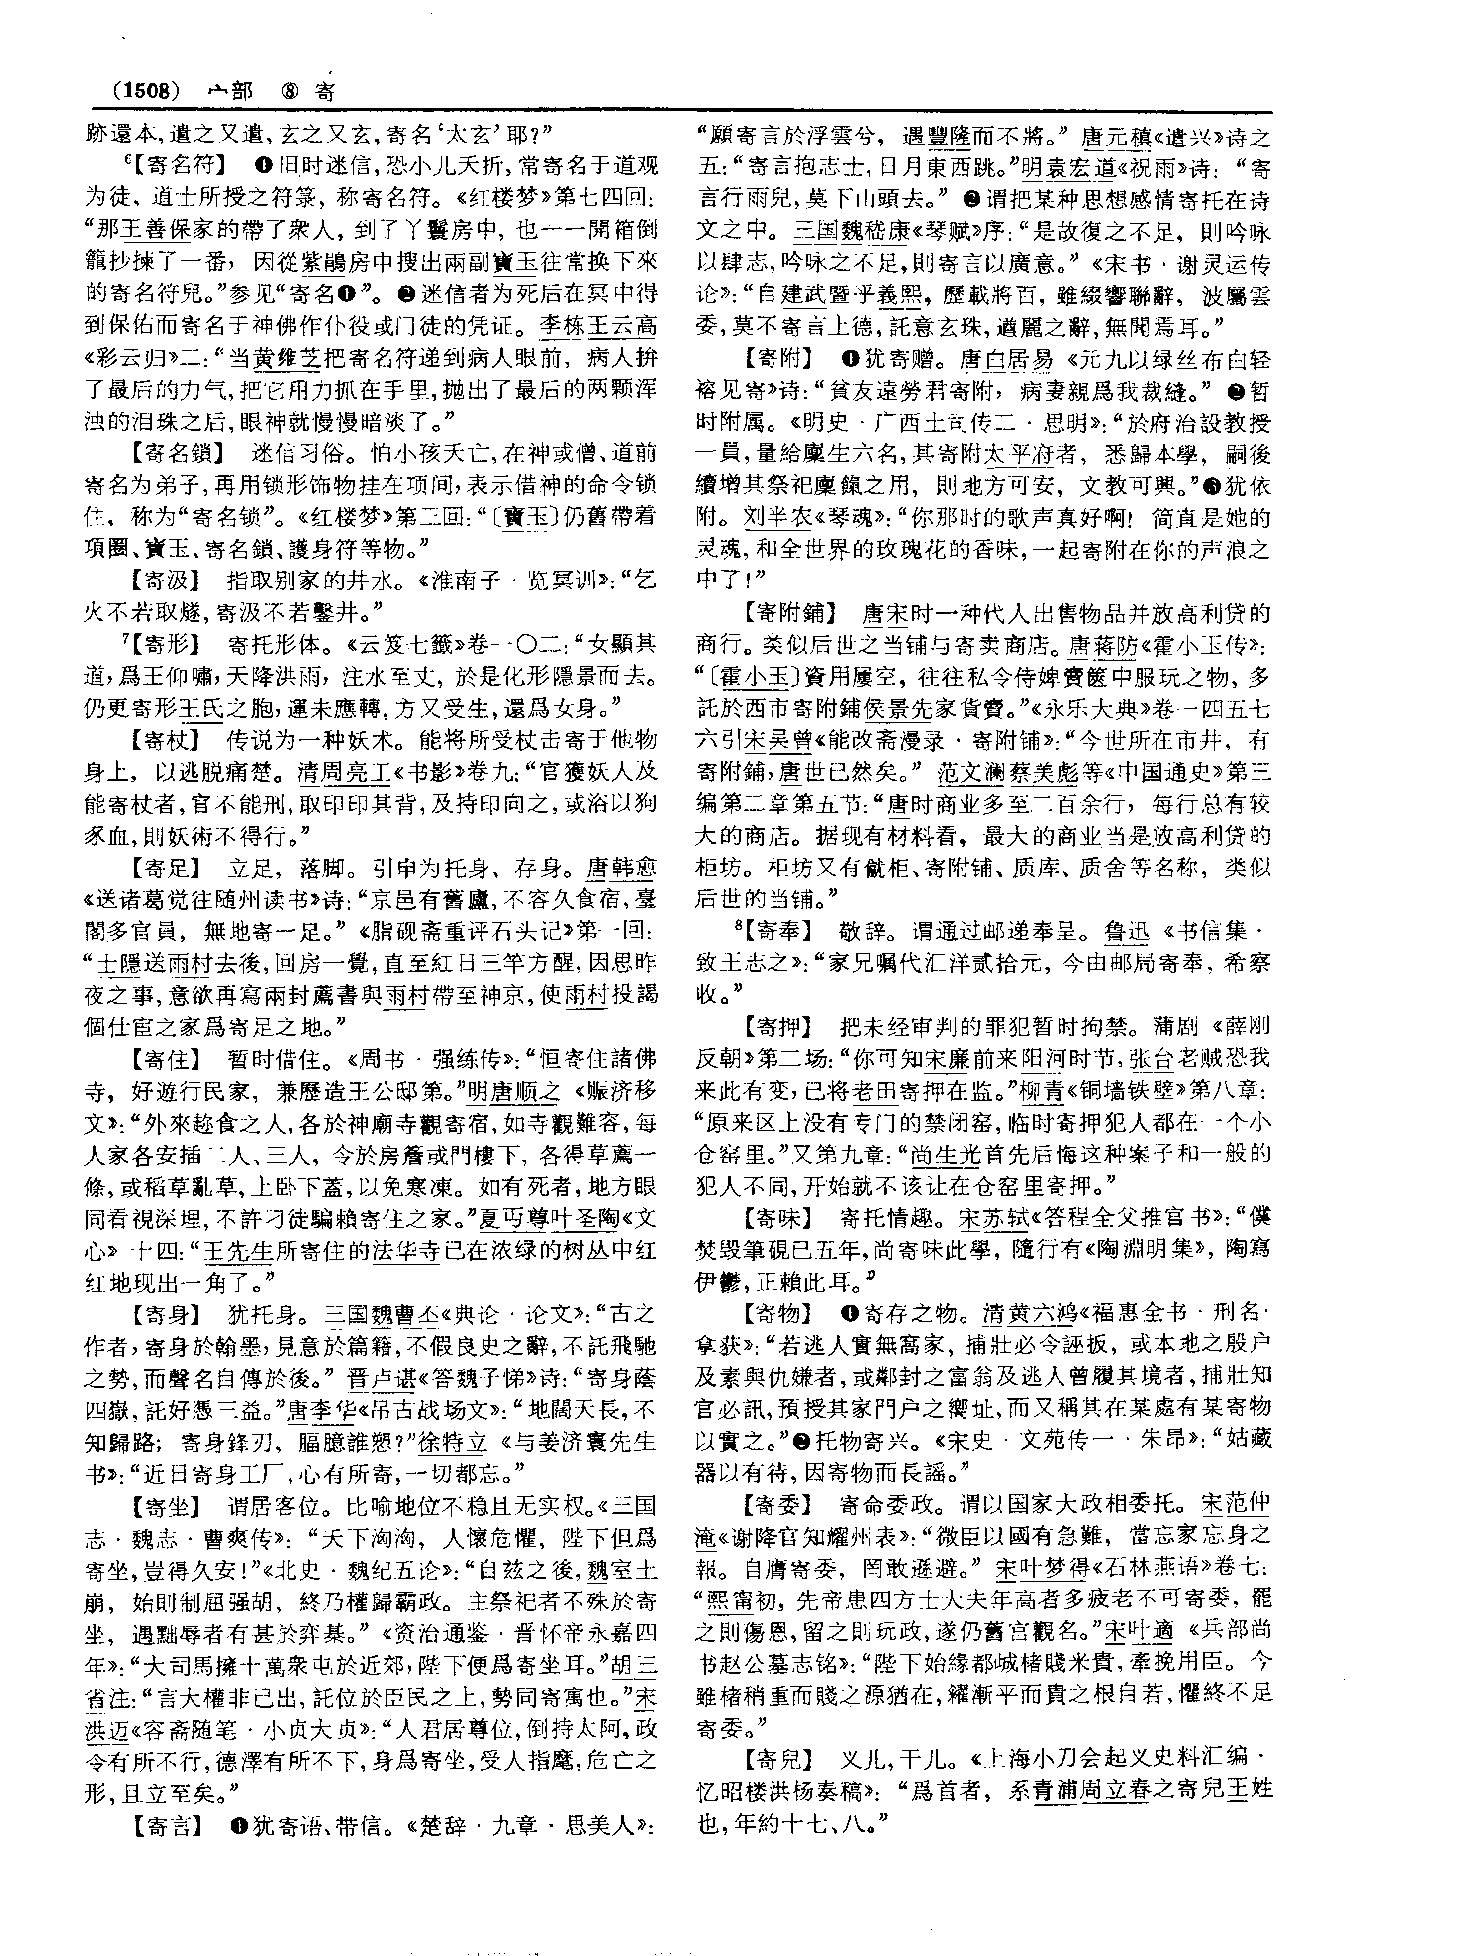 (1508) 宀部 ⑧ 寄
跡還本，遣之又遣、玄之又玄，寄名‘太玄’耶？”
⁶【寄名符】 ❶旧时迷信，恐小儿夭折，常寄名于道观
为徒，道士所授之符箓，称寄名符。《红楼梦》第七四回：
“那王善保家的帶了衆人，到了丫鬟房中，也一一開箱倒
籠抄揀了一番，因從紫鵑房中搜出兩副寶玉往常换下來
的寄名符兒。”参见“寄名❶”。❷迷信者为死后在冥中得
到保佑而寄名于神佛作仆役或门徒的凭证。李栋王云高
《彩云归》二：“当黄维芝把寄名符递到病人眼前，病人拚
了最后的力气，把它用力抓在手里，抛出了最后的两颗浑
浊的泪珠之后，眼神就慢慢暗淡了。”
【寄名鎖】 迷信习俗。怕小孩夭亡，在神或僧、道前
寄名为弟子，再用锁形饰物挂在项间，表示借神的命令锁
住，称为“寄名锁”。《红楼梦》第三回：“〔寶玉〕仍舊帶着
項圈、寶玉、寄名鎖、護身符等物。”
【寄汲】 指取别家的井水。《淮南子·览冥训》：“乞
火不若取燧，寄汲不若鑿井。”
⁷【寄形】 寄托形体。《云笈七籤》卷一〇二：“女顯其
道，爲王仰嘯，天降洪雨，注水至丈，於是化形隱景而去。
仍更寄形王氏之胞，運未應轉，方又受生，還爲女身。”
【寄杖】 传说为一种妖术。能将所受杖击寄于他物
身上，以逃脱痛楚。清周亮工《书影》卷九：“官獲妖人及
能寄杖者，官不能刑，取印印其背，及持印向之，或浴以狗
豕血，則妖術不得行。”
【寄足】 立足，落脚。引申为托身、存身。唐韩愈
《送诸葛觉往随州读书》诗：“京邑有舊廬，不容久食宿，臺
閣多官員，無地寄一足。”《脂砚斋重评石头记》第一回：
“士隱送雨村去後，回房一覺，直至紅日三竿方醒，因思昨
夜之事，意欲再寫兩封薦書與雨村帶至神京，使雨村投謁
個仕宦之家爲寄足之地。”
【寄住】 暂时借住。《周书·强练传》：“恒寄住諸佛
寺，好遊行民家，兼歷造王公邸第。”明唐顺之《赈济移
文》：“外來趁食之人，各於神廟寺觀寄宿，如寺觀難容，每
人家各安插二人、三人，令於房簷或門樓下，各得草薦一
條，或稻草亂草，上卧下蓋，以免寒凍。如有死者，地方眼
同看視深埋，不許刁徒騙賴寄住之家。”夏丏尊叶圣陶《文
心》十四：“王先生所寄住的法华寺已在浓绿的树丛中红
红地现出一角了。”
【寄身】 犹托身。三国魏曹丕《典论·论文》：“古之
作者，寄身於翰墨，見意於篇籍，不假良史之辭，不託飛馳
之勢，而聲名自傳於後。”晋卢谌《答魏子悌》诗：“寄身蔭
四嶽，託好憑三益。”唐李华《吊古战场文》：“地闊天長，不
知歸路；寄身鋒刃，腷臆誰愬？”徐特立《与姜济寰先生
书》：“近日寄身工厂，心有所寄，一切都忘。”
【寄坐】 谓居客位。比喻地位不稳且无实权。《三国
志·魏志·曹爽传》：“天下洶洶，人懷危懼，陛下但爲
寄坐，豈得久安！”《北史·魏纪五论》：“自兹之後，魏室土
崩，始則制屈强胡，終乃權歸霸政。主祭祀者不殊於寄
坐，遇黜辱者有甚於弈棊。”《资治通鉴·晋怀帝永嘉四
年》：“大司馬擁十萬衆屯於近郊，陛下便爲寄坐耳。”胡三
省注：“言大權非己出，託位於臣民之上，勢同寄寓也。”宋
洪迈《容斋随笔·小贞大贞》：“人君居尊位，倒持太阿，政
令有所不行，德澤有所不下，身爲寄坐，受人指麾，危亡之
形，且立至矣。”
【寄言】 ❶犹寄语、带信。《楚辞·九章·思美人》：
“願寄言於浮雲兮，遇豐隆而不將。”唐元稹《遣兴》诗之
五：“寄言抱志士，日月東西跳。”明袁宏道《祝雨》诗：“寄
言行雨兒，莫下山頭去。”❷谓把某种思想感情寄托在诗
文之中。三国魏嵇康《琴赋》序：“是故復之不足，則吟咏
以肆志，吟咏之不足，則寄言以廣意。”《宋书·谢灵运传
论》：“自建武暨乎義熙，歷載將百，雖綴響聯辭，波屬雲
委，莫不寄言上德，託意玄珠，遒麗之辭，無聞焉耳。”
【寄附】 ❶犹寄赠。唐白居易《元九以绿丝布白轻
褣见寄》诗：“貧友遠勞君寄附，病妻親爲我裁縫。”❷暂
时附属。《明史·广西土司传二·思明》：“於府治設教授
一員，量給廩生六名，其寄附太平府者，悉歸本學，嗣後
續增其祭祀廩餼之用，則地方可安，文教可興。”❸犹依
附。刘半农《琴魂》：“你那时的歌声真好啊！简直是她的
灵魂，和全世界的玫瑰花的香味，一起寄附在你的声浪之
中了！”
【寄附鋪】 唐宋时一种代人出售物品并放高利贷的
商行。类似后世之当铺与寄卖商店。唐蒋防《霍小玉传》：
“〔霍小玉〕資用屢空，往往私令侍婢賣篋中服玩之物，多
託於西市寄附鋪侯景先家貨賣。”《永乐大典》卷一四五七
六引宋吴曾《能改斋漫录·寄附铺》：“今世所在市井，有
寄附鋪，唐世已然矣。”范文澜蔡美彪等《中国通史》第三
编第二章第五节：“唐时商业多至二百余行，每行总有较
大的商店。据现有材料看，最大的商业当是放高利贷的
柜坊。柜坊又有僦柜、寄附铺、质库、质舍等名称，类似
后世的当铺。”
⁸【寄奉】 敬辞。谓通过邮递奉呈。鲁迅《书信集·
致王志之》：“家兄嘱代汇洋贰拾元，今由邮局寄奉，希察
收。”
【寄押】 把未经审判的罪犯暂时拘禁。蒲剧《薛刚
反朝》第二场：“你可知宋廉前来阳河时节，张台老贼恐我
来此有变，已将老田寄押在监。”柳青《铜墙铁壁》第八章：
“原来区上没有专门的禁闭窑，临时寄押犯人都在一个小
仓窑里。”又第九章：“尚生光首先后悔这种案子和一般的
犯人不同，开始就不该让在仓窑里寄押。”
【寄味】 寄托情趣。宋苏轼《答程全父推官书》：“僕
焚毁筆硯已五年，尚寄味此學，隨行有《陶淵明集》，陶寫
伊鬱，正賴此耳。”
【寄物】 ❶寄存之物。清黄六鸿《福惠全书·刑名·
拿获》：“若逃人實無窩家，捕壯必令誣扳，或本地之殷户
及素與仇嫌者，或鄰封之富翁及逃人曾履其境者，捕壯知
官必訊，預授其家門户之嚮址，而又稱其在某處有某寄物
以實之。”❷托物寄兴。《宋史·文苑传一·朱昂》：“姑藏
器以有待，因寄物而長謡。”
【寄委】 寄命委政。谓以国家大政相委托。宋范仲
淹《谢降官知耀州表》：“微臣以國有急難，當忘家忘身之
報。自膺寄委，罔敢遜避。”宋叶梦得《石林燕语》卷七：
“熙甯初，先帝患四方士大夫年高者多疲老不可寄委，罷
之則傷恩，留之則玩政，遂仍舊宫觀名。”宋叶適《兵部尚
书赵公墓志铭》：“陛下始緣都城楮賤米貴，牽挽用臣。今
雖楮稍重而賤之源猶在，糴漸平而貴之根自若，懼終不足
寄委。”
【寄兒】 义儿，干儿。《上海小刀会起义史料汇编·
忆昭楼洪杨奏稿》：“爲首者，系青浦周立春之寄兒王姓
也，年約十七、八。”